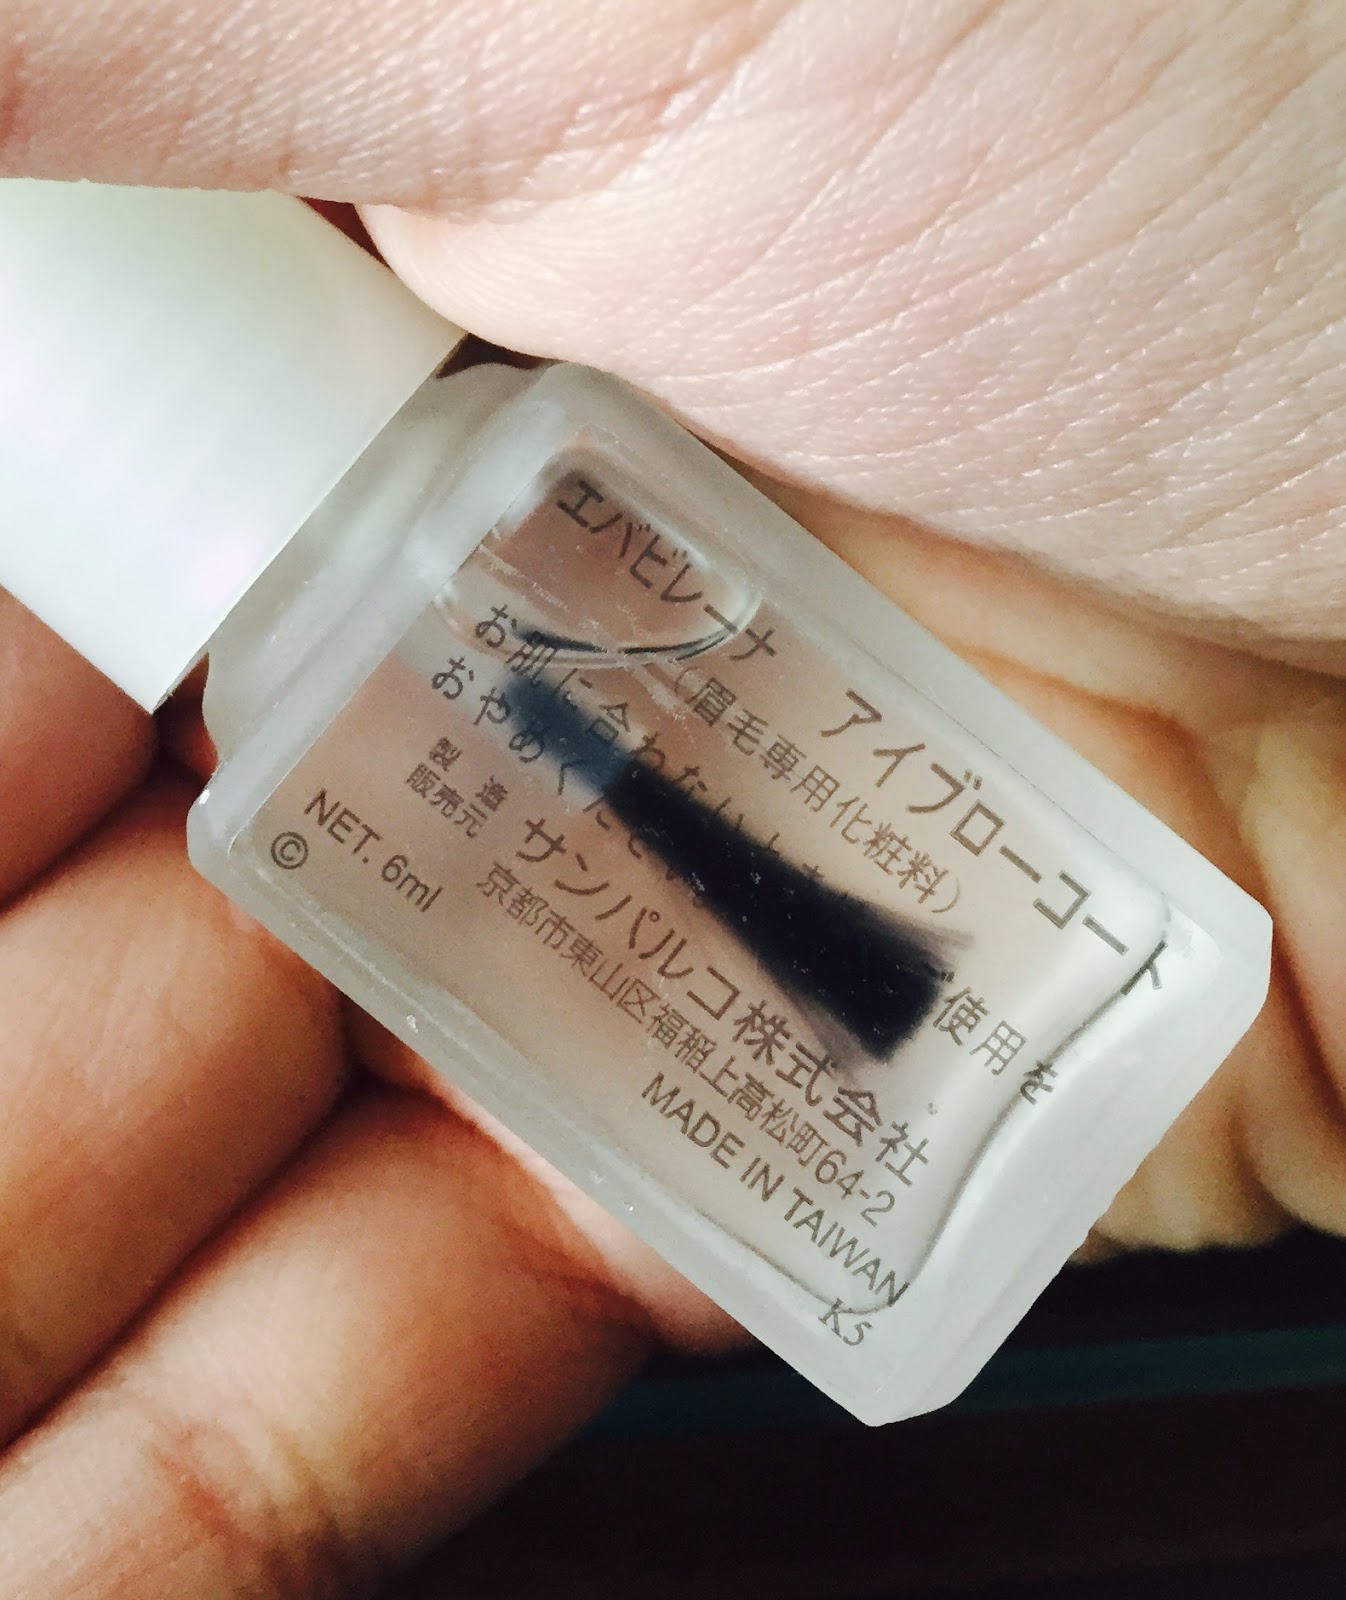 エバビレーナ アイブローコート
（眉毛専用化粧料）
お肌に合わないとき 使用を
おやめください
製造
販売元 サンパルコ株式会社
京都市東山区福稲上高松町64-2
NET. 6ml MADE IN TAIWAN
© K5